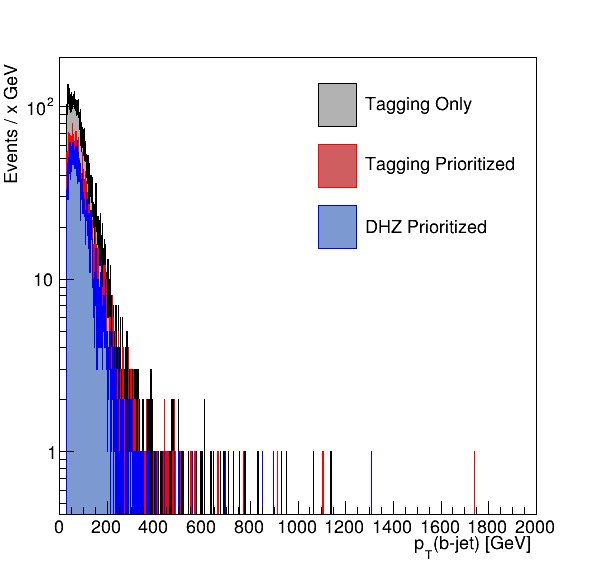 Events / x GeV
10²
10
1
Tagging Only
Tagging Prioritized
DHZ Prioritized
0 200 400 600 800 1000 1200 1400 1600 1800 2000
p_T(b-jet) [GeV]